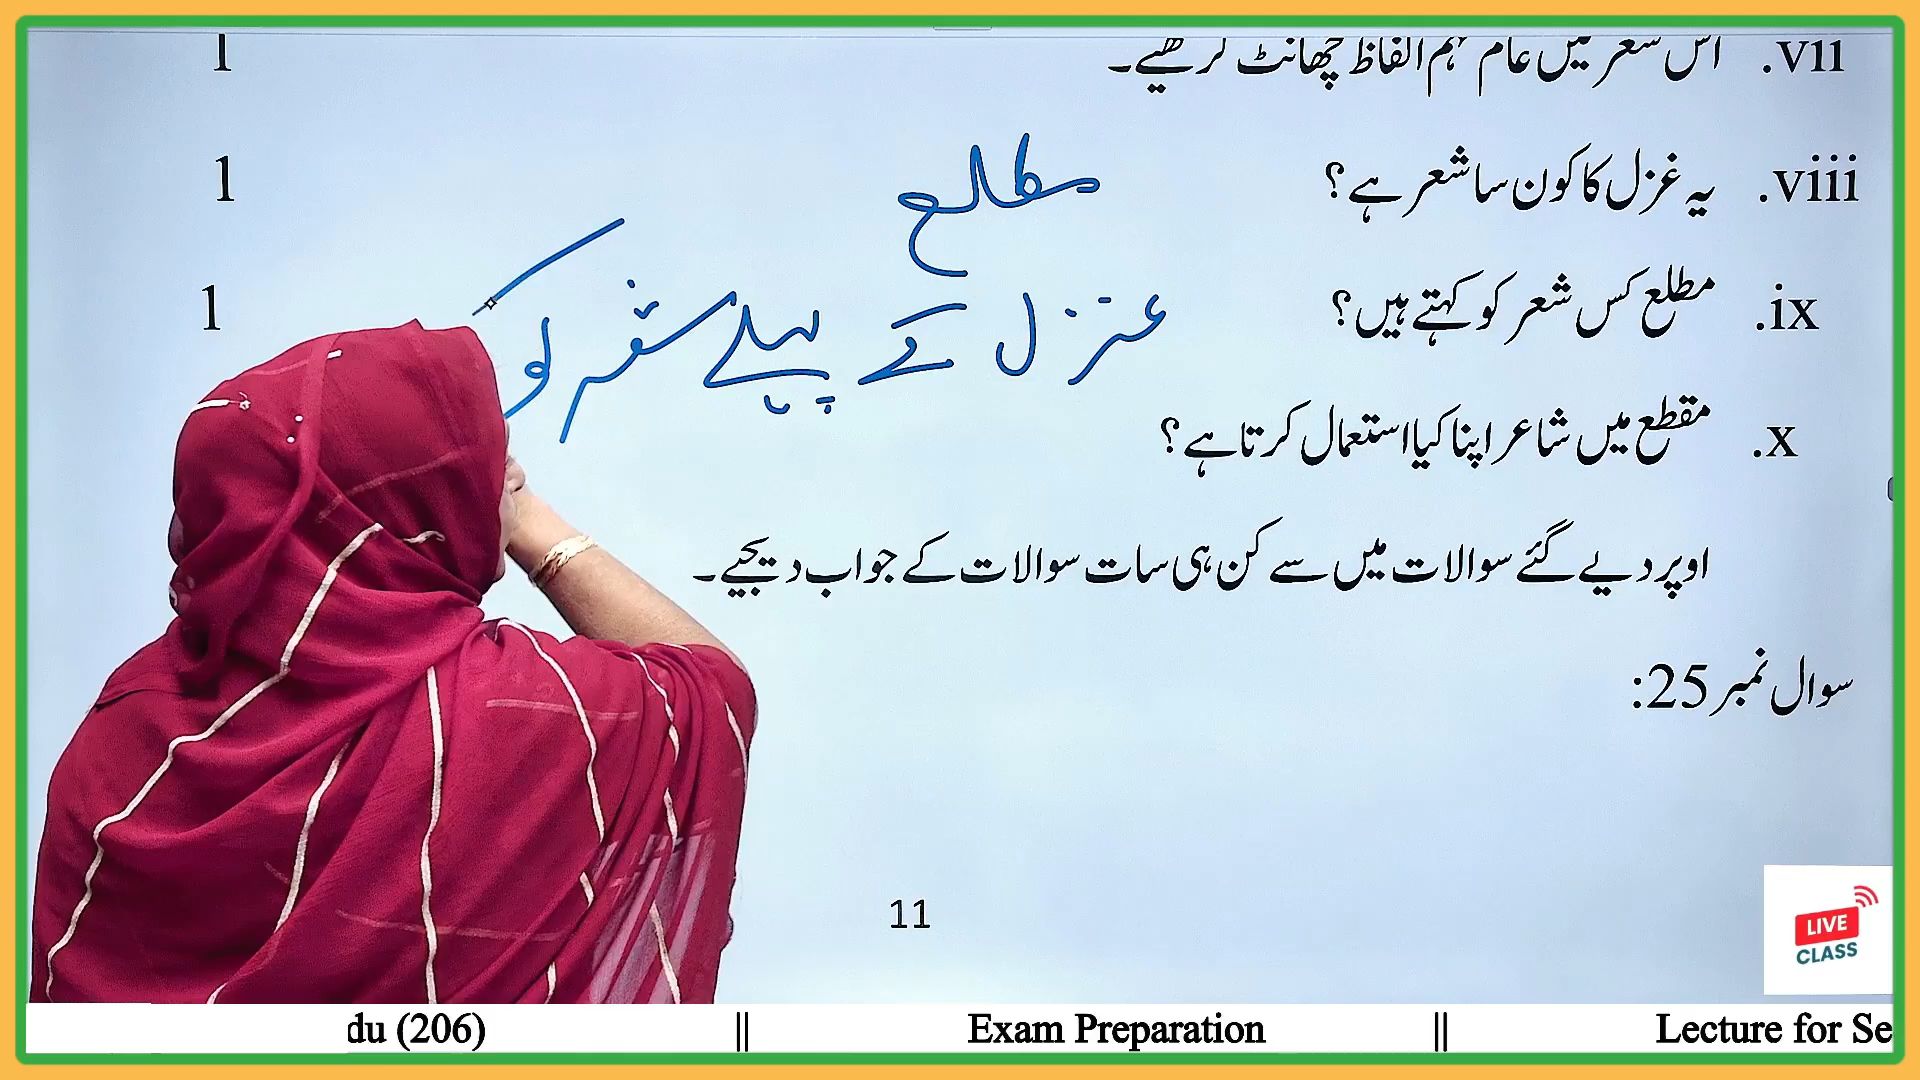 vii. اس شعر میں عام فہم الفاظ چھانٹ کر لکھیے۔ 1
viii. یہ غزل کا کون سا شعر ہے؟ مطلع 1
ix. مطلع کس شعر کو کہتے ہیں؟ غزل کے پہلے شعر کو 1
x. مقطع میں شاعر اپنا کیا استعمال کرتا ہے؟
اوپر دیے گئے سوالات میں سے کن ہی سات سوالات کے جواب دیجیے۔
سوال نمبر 25:
11
LIVE
CLASS
du (206) || Exam Preparation || Lecture for Se